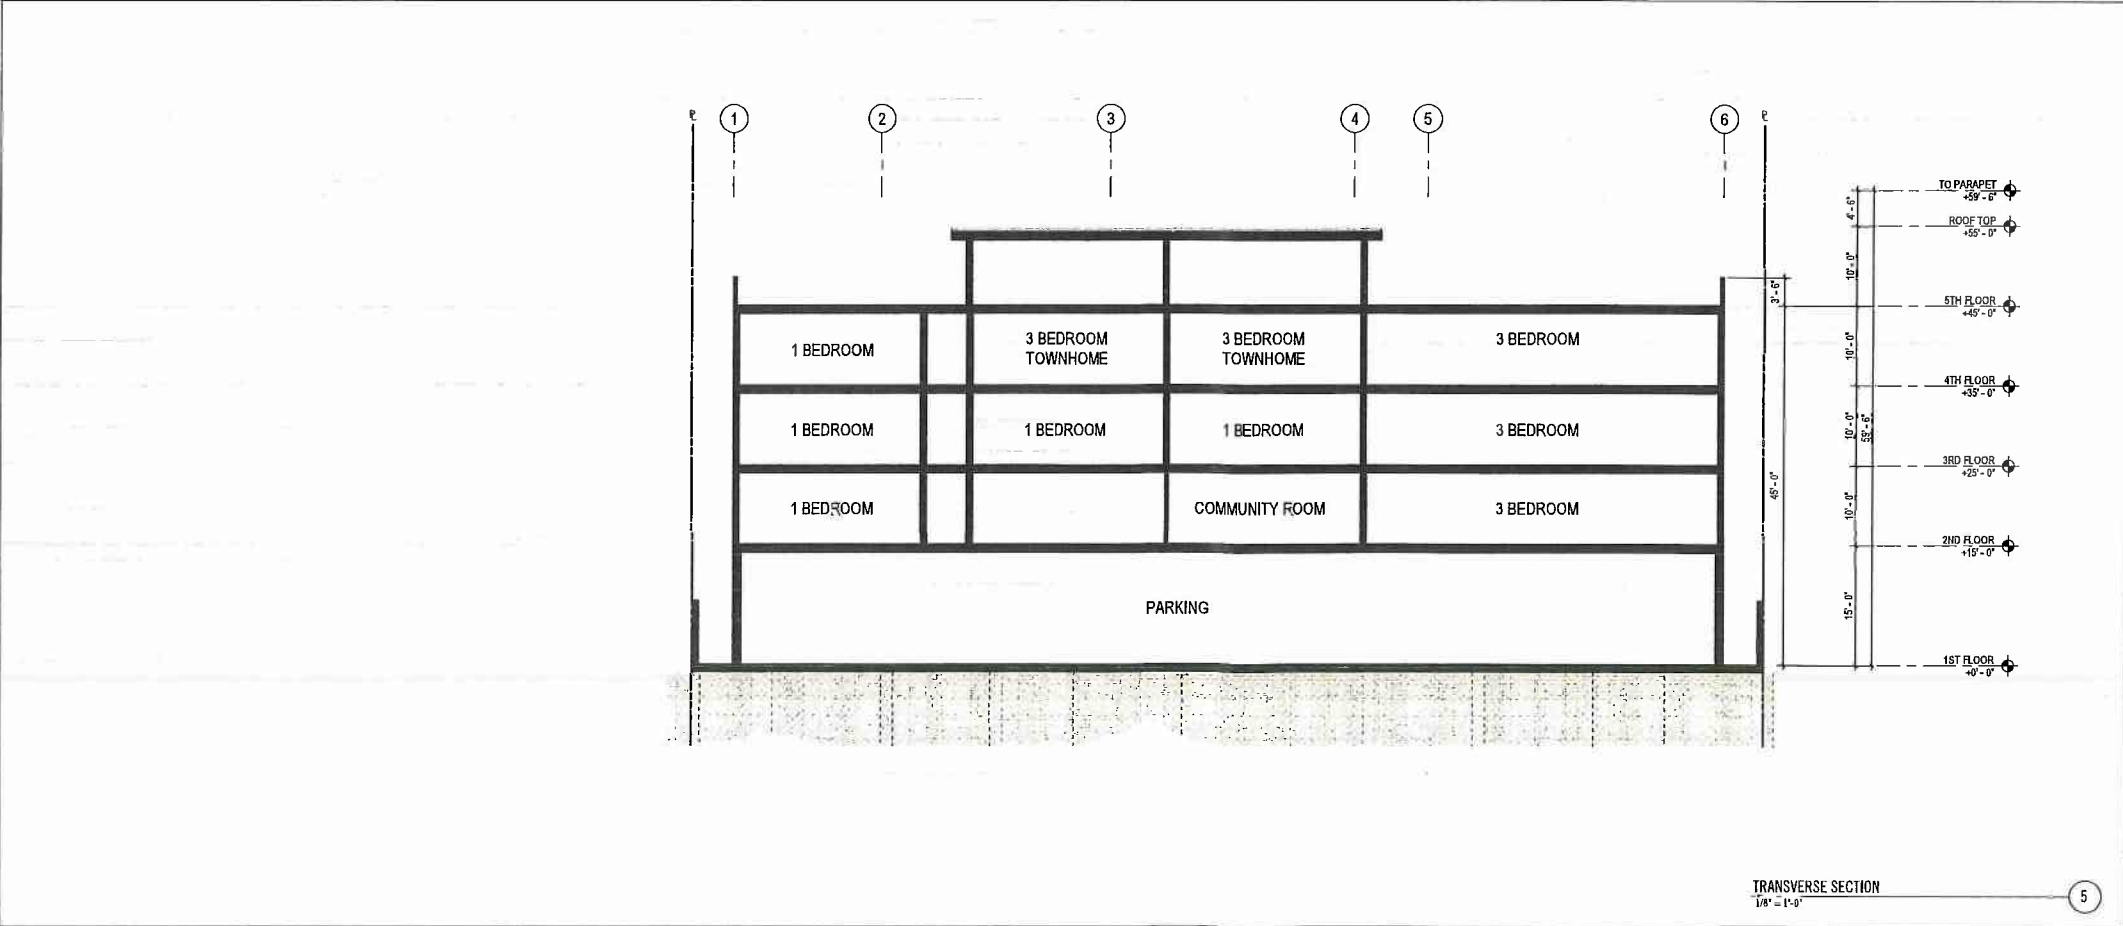 ℄ 1 2 3 4 5 6 ℄
TO PARAPET
+59' - 6"
4' - 6"
ROOF TOP
+55' - 0"
10' - 0"
3' - 6"
5TH FLOOR
+45' - 0"
1 BEDROOM
3 BEDROOM
TOWNHOME
3 BEDROOM
TOWNHOME
3 BEDROOM
10' - 0"
4TH FLOOR
+35' - 0"
1 BEDROOM
1 BEDROOM
1 BEDROOM
3 BEDROOM
10' - 0"
59' - 6"
3RD FLOOR
+25' - 0"
45' - 0"
1 BEDROOM
COMMUNITY ROOM
3 BEDROOM
10' - 0"
2ND FLOOR
+15' - 0"
PARKING
15' - 0"
1ST FLOOR
+0' - 0"
TRANSVERSE SECTION
1/8" = 1'-0"
5